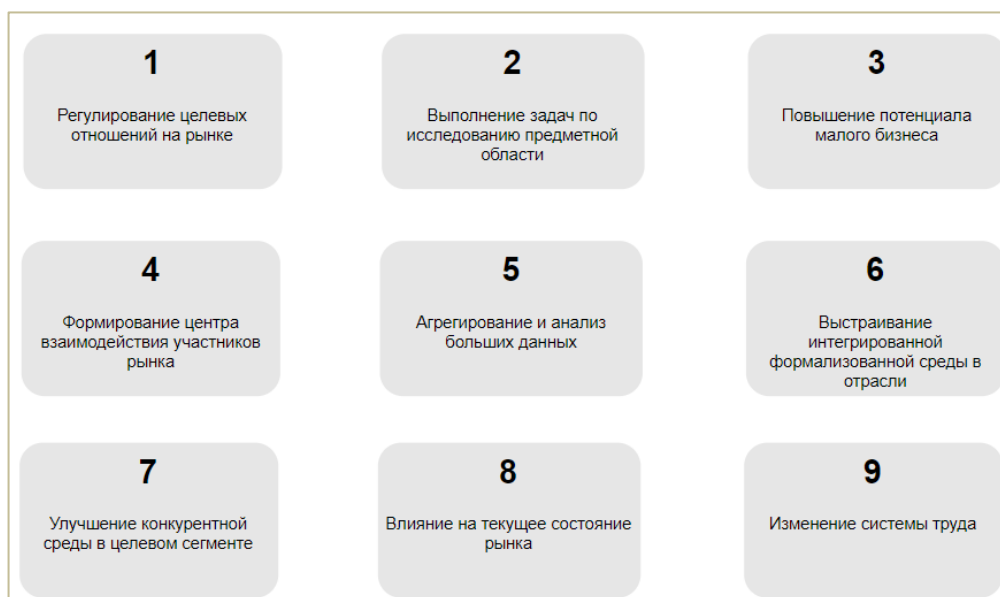 1
Регулирование целевых
отношений на рынке
2
Выполнение задач по
исследованию предметной
области
3
Повышение потенциала
малого бизнеса
4
Формирование центра
взаимодействия участников
рынка
5
Агрегирование и анализ
больших данных
6
Выстраивание
интегрированной
формализованной среды в
отрасли
7
Улучшение конкурентной
среды в целевом сегменте
8
Влияние на текущее состояние
рынка
9
Изменение системы труда